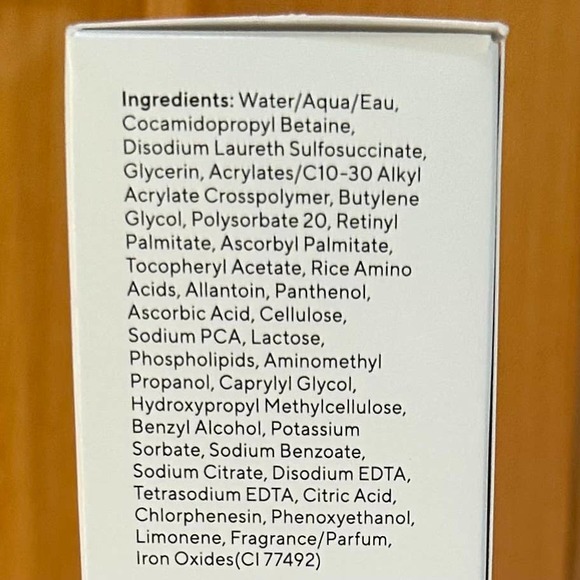 Ingredients: Water/Aqua/Eau,
Cocamidopropyl Betaine,
Disodium Laureth Sulfosuccinate,
Glycerin, Acrylates/C10-30 Alkyl
Acrylate Crosspolymer, Butylene
Glycol, Polysorbate 20, Retinyl
Palmitate, Ascorbyl Palmitate,
Tocopheryl Acetate, Rice Amino
Acids, Allantoin, Panthenol,
Ascorbic Acid, Cellulose,
Sodium PCA, Lactose,
Phospholipids, Aminomethyl
Propanol, Caprylyl Glycol,
Hydroxypropyl Methylcellulose,
Benzyl Alcohol, Potassium
Sorbate, Sodium Benzoate,
Sodium Citrate, Disodium EDTA,
Tetrasodium EDTA, Citric Acid,
Chlorphenesin, Phenoxyethanol,
Limonene, Fragrance/Parfum,
Iron Oxides(CI 77492)